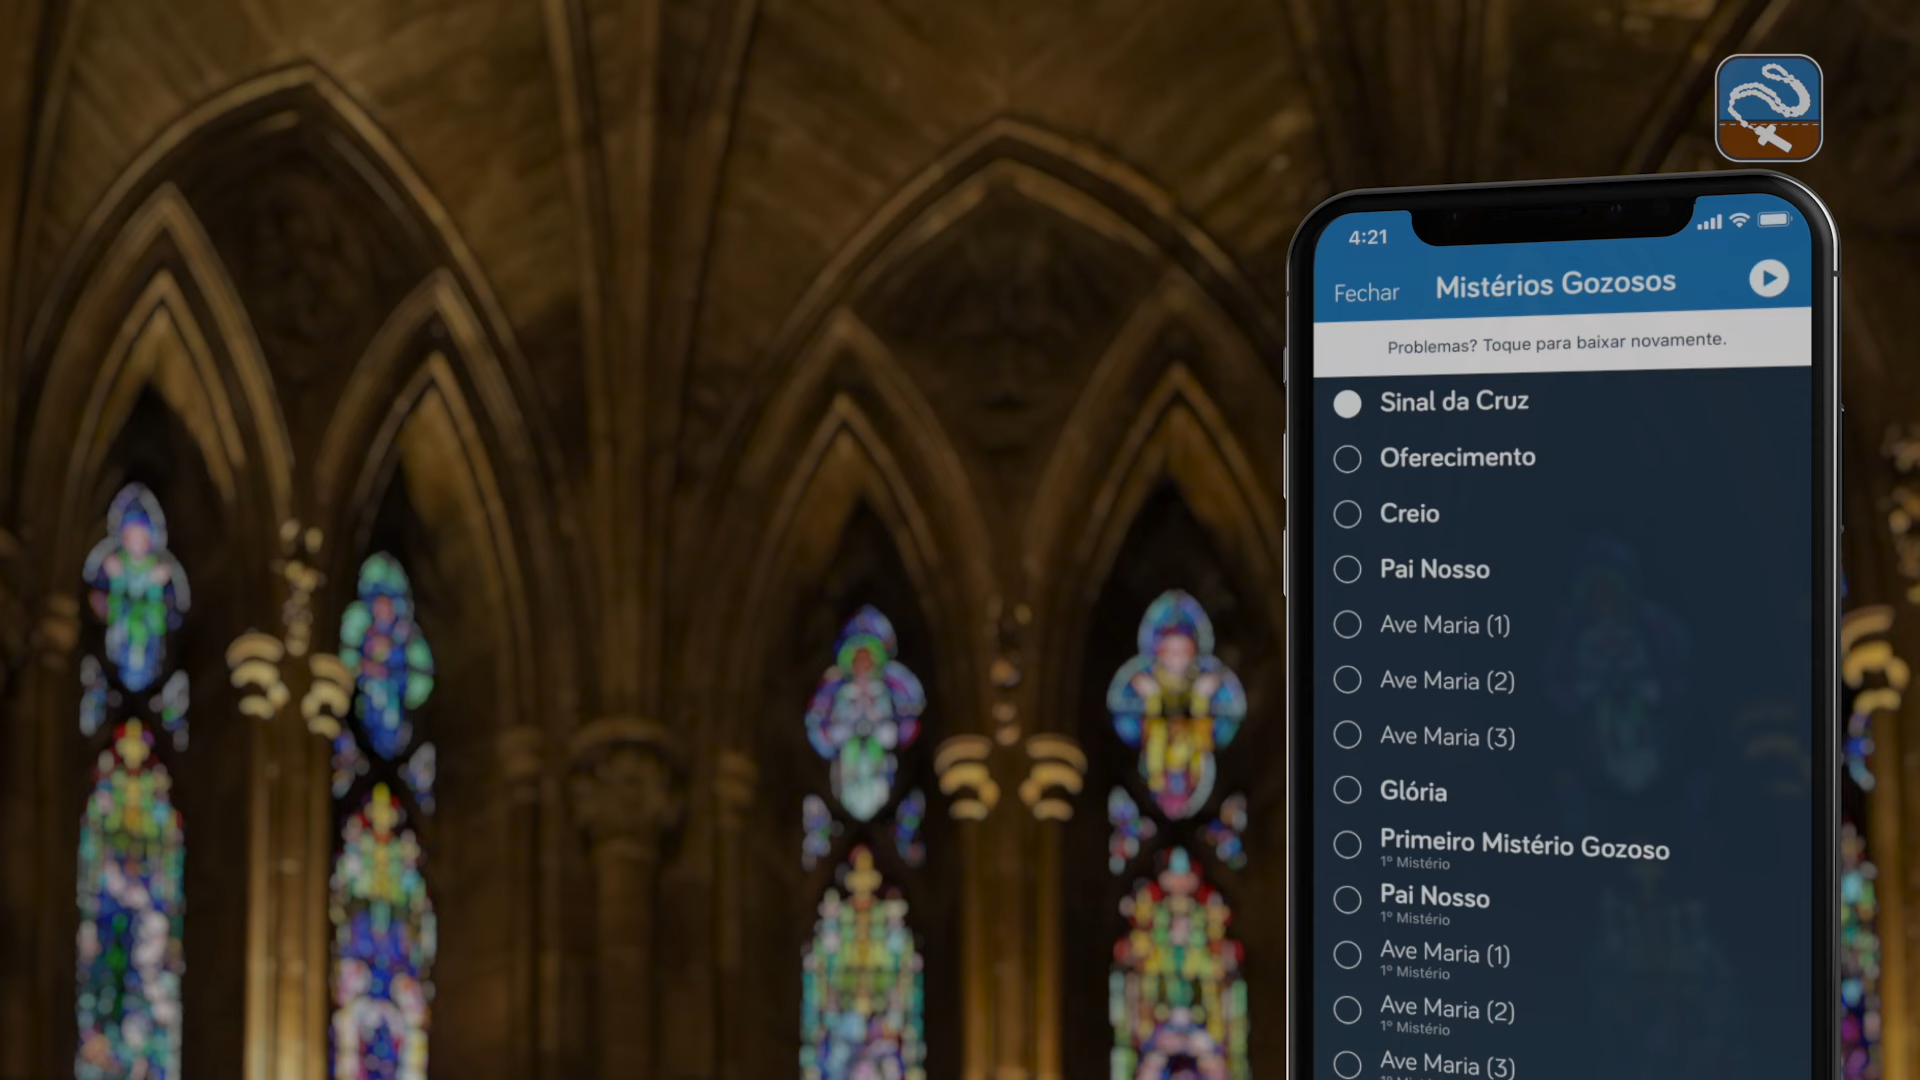 4:21
Fechar
Mistérios Gozosos
Problemas? Toque para baixar novamente.
Sinal da Cruz
Oferecimento
Creio
Pai Nosso
Ave Maria (1)
Ave Maria (2)
Ave Maria (3)
Glória
Primeiro Mistério Gozoso
1º Mistério
Pai Nosso
1º Mistério
Ave Maria (1)
1º Mistério
Ave Maria (2)
1º Mistério
Ave Maria (3)